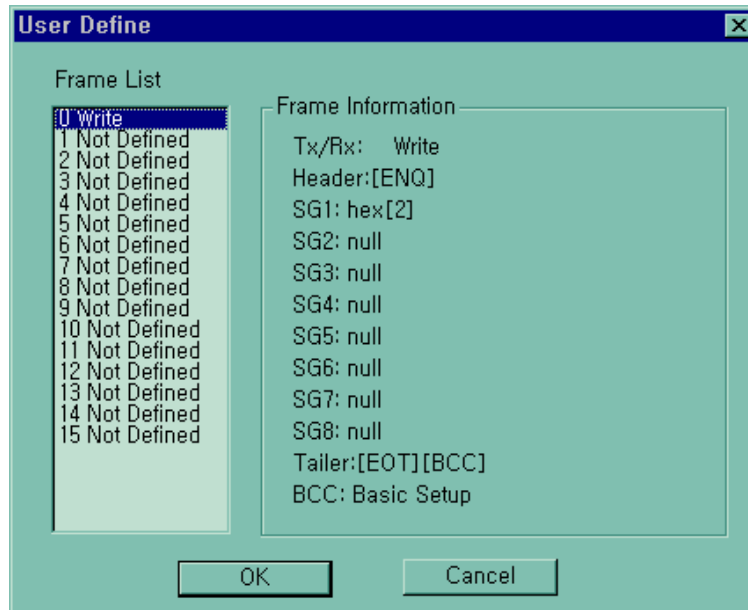 User Define
Frame List
0 Write
1 Not Defined
2 Not Defined
3 Not Defined
4 Not Defined
5 Not Defined
6 Not Defined
7 Not Defined
8 Not Defined
9 Not Defined
10 Not Defined
11 Not Defined
12 Not Defined
13 Not Defined
14 Not Defined
15 Not Defined
Frame Information
Tx/Rx: Write
Header:[ENQ]
SG1: hex[2]
SG2: null
SG3: null
SG4: null
SG5: null
SG6: null
SG7: null
SG8: null
Tailer:[EOT][BCC]
BCC: Basic Setup
OK
Cancel